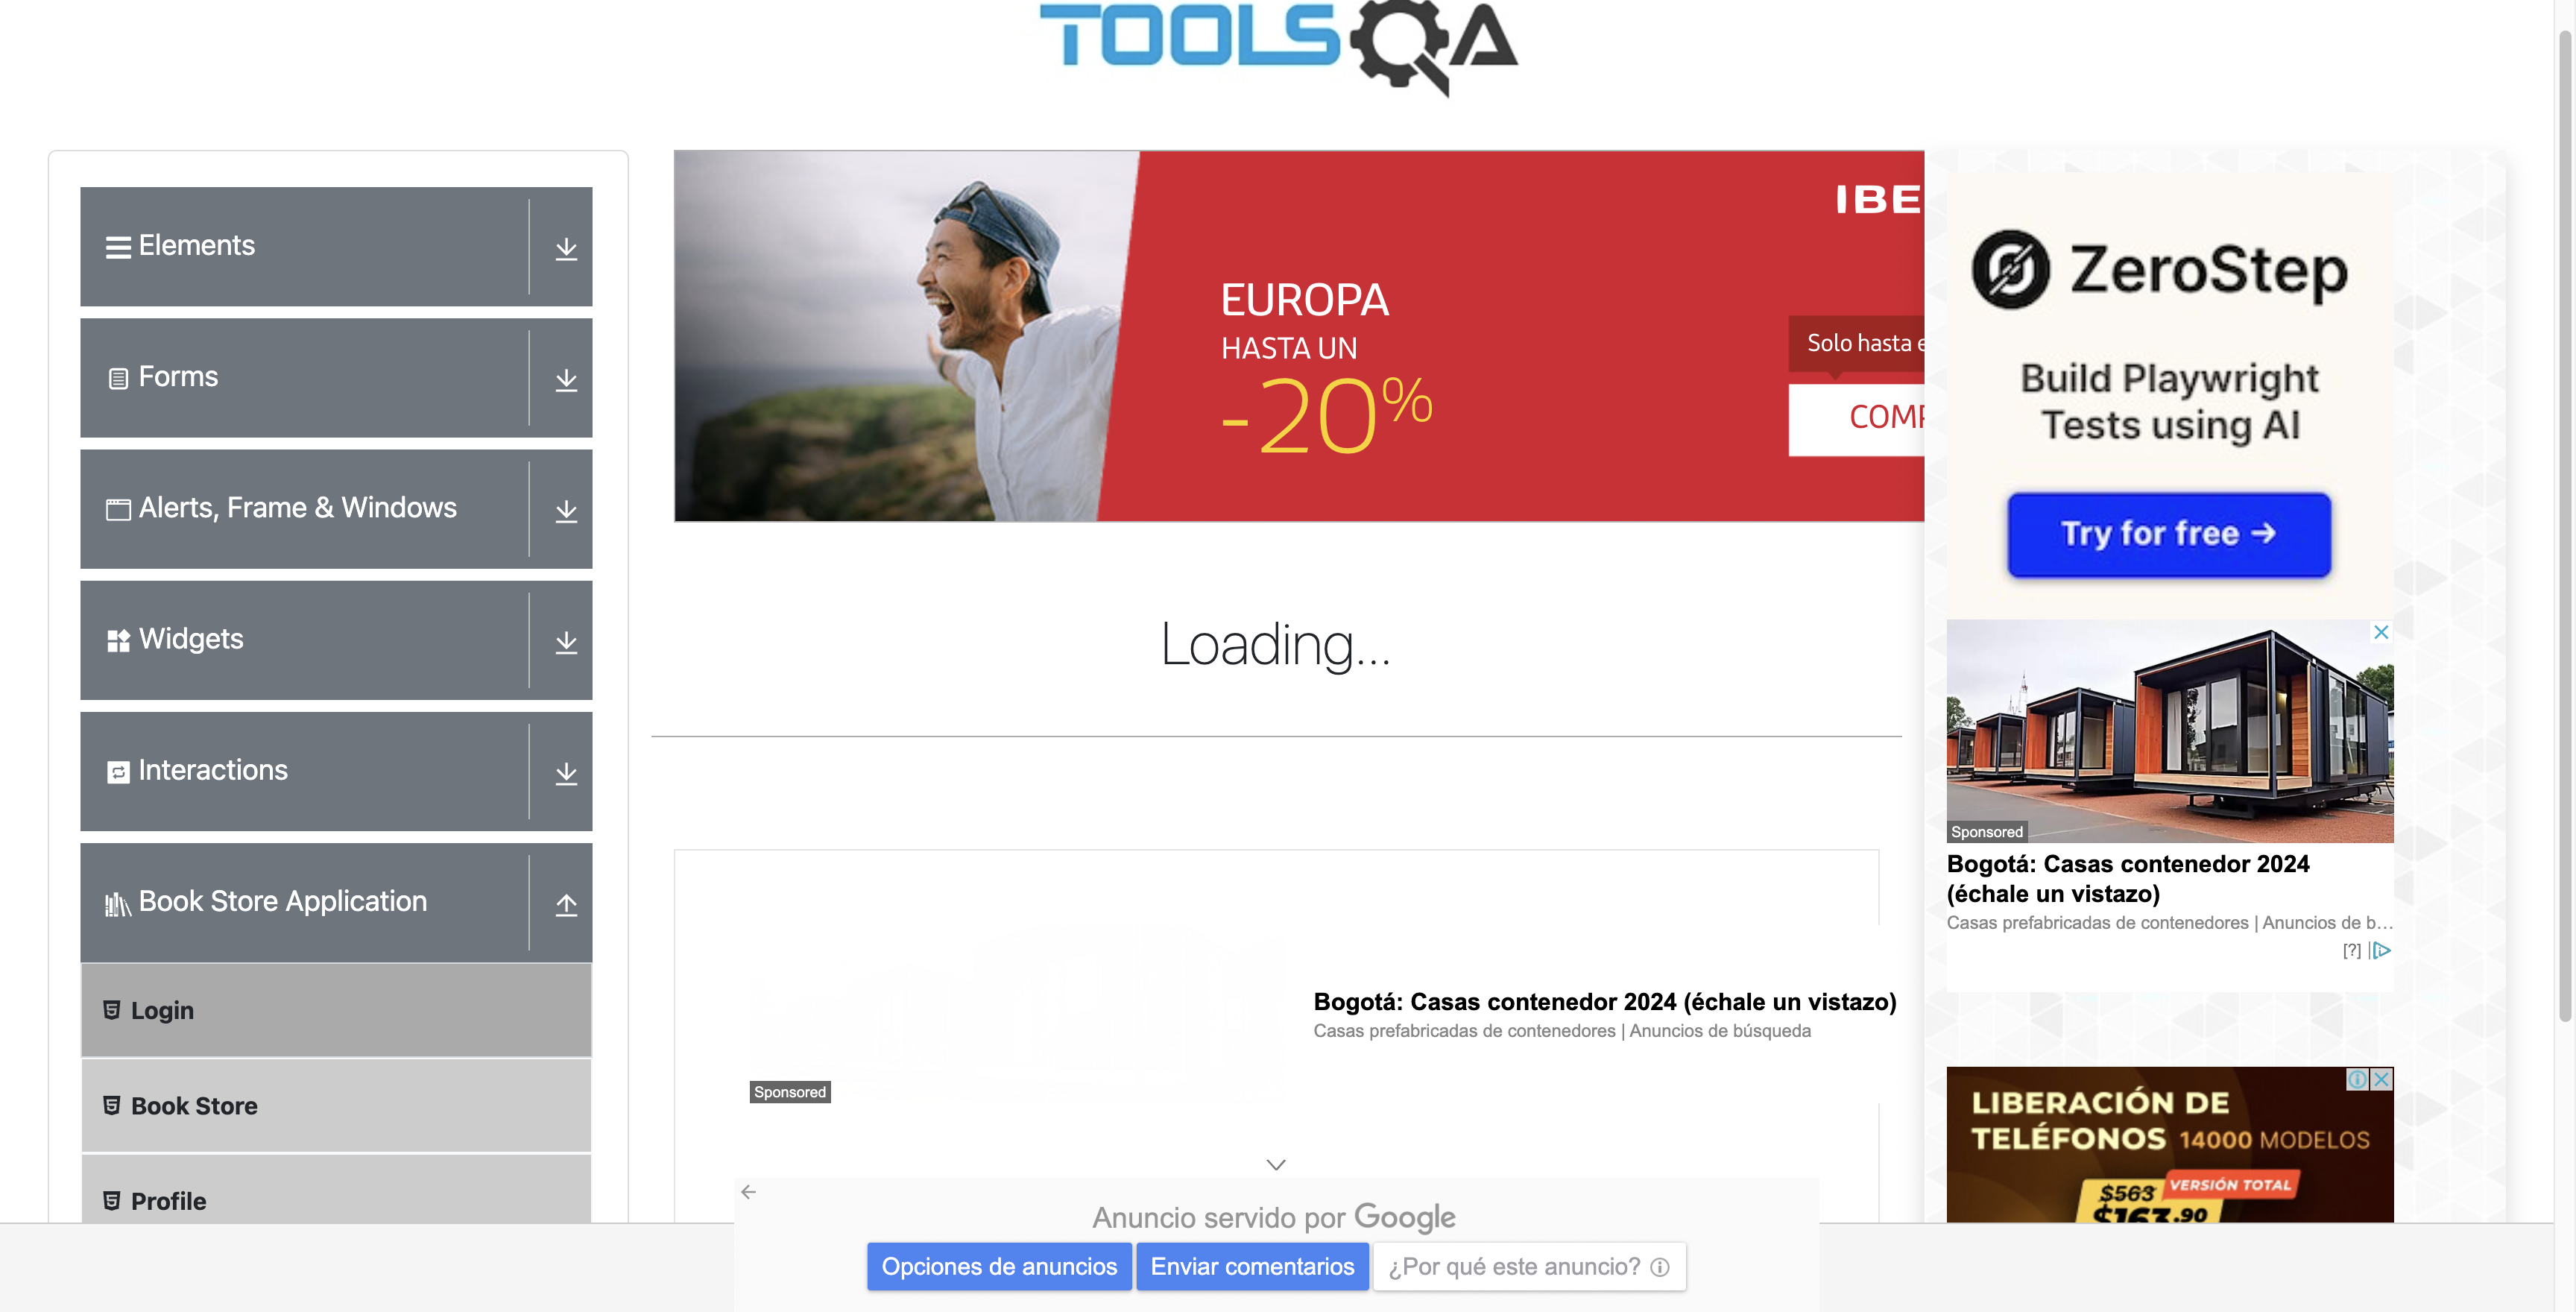 TOOLSQA
Elements
Forms
Alerts, Frame & Windows
Widgets
Interactions
Book Store Application
Login
Book Store
Profile
EUROPA
HASTA UN
-20%
IBE
Solo hasta e
COMP
Loading...
Bogotá: Casas contenedor 2024 (échale un vistazo)
Casas prefabricadas de contenedores | Anuncios de búsqueda
Sponsored
Anuncio servido por Google
Opciones de anuncios
Enviar comentarios
¿Por qué este anuncio?
ZeroStep
Build Playwright
Tests using AI
Try for free →
Sponsored
Bogotá: Casas contenedor 2024
(échale un vistazo)
Casas prefabricadas de contenedores | Anuncios de b...
[?]
LIBERACIÓN DE
TELÉFONOS 14000 MODELOS
$563 VERSIÓN TOTAL
$163.90